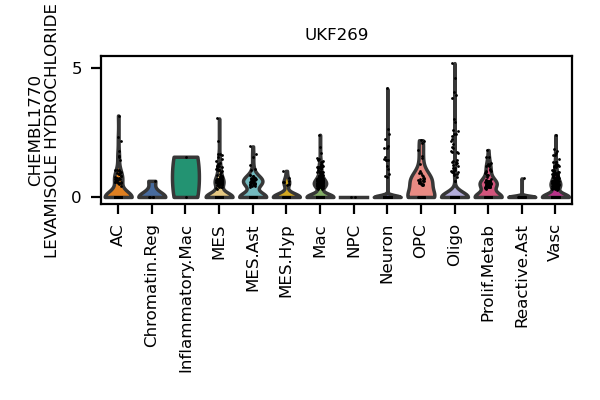 UKF269
CHEMBL1770
LEVAMISOLE HYDROCHLORIDE
5
0
AC
Chromatin.Reg
Inflammatory.Mac
MES
MES.Ast
MES.Hyp
Mac
NPC
Neuron
OPC
Oligo
Prolif.Metab
Reactive.Ast
Vasc